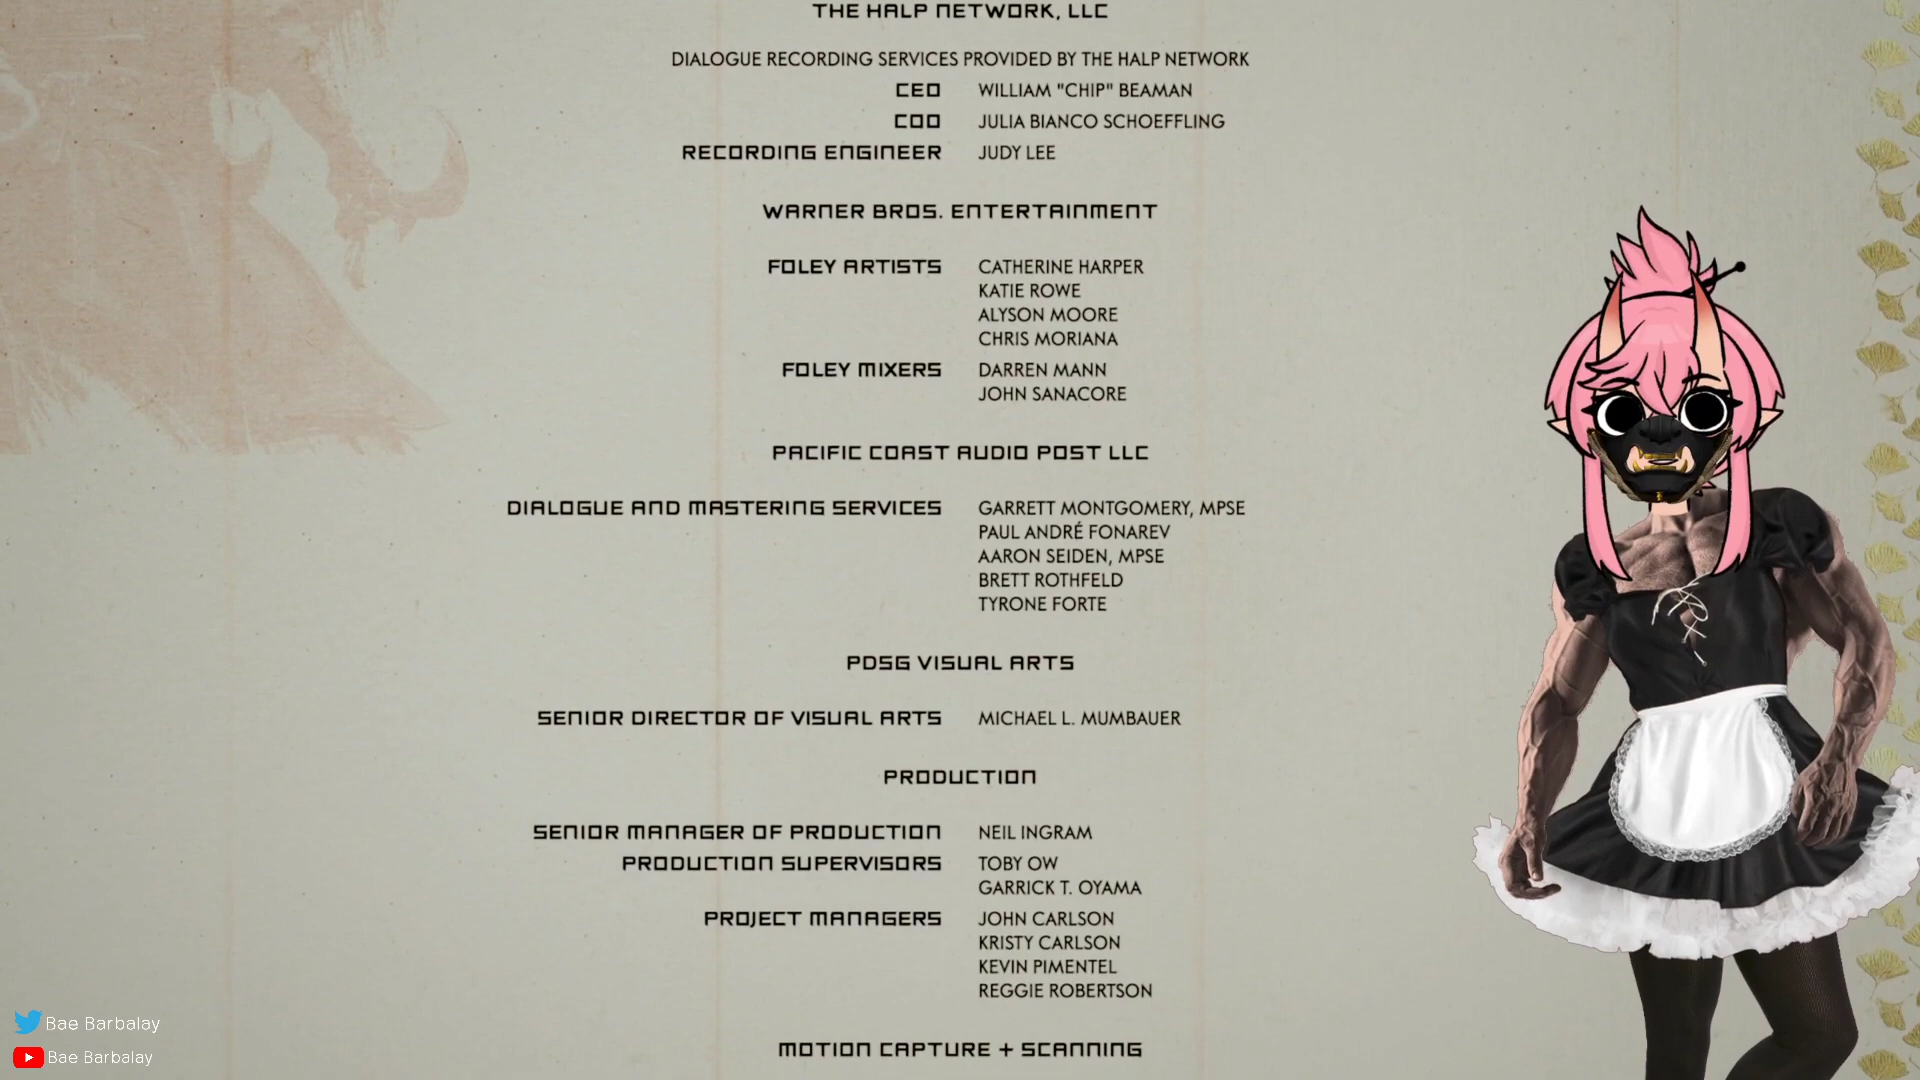 THE HALP NETWORK, LLC
DIALOGUE RECORDING SERVICES PROVIDED BY THE HALP NETWORK
CEO WILLIAM "CHIP" BEAMAN
COO JULIA BIANCO SCHOEFFLING
RECORDING ENGINEER JUDY LEE
WARNER BROS. ENTERTAINMENT
FOLEY ARTISTS CATHERINE HARPER
KATIE ROWE
ALYSON MOORE
CHRIS MORIANA
FOLEY MIXERS DARREN MANN
JOHN SANACORE
PACIFIC COAST AUDIO POST LLC
DIALOGUE AND MASTERING SERVICES GARRETT MONTGOMERY, MPSE
PAUL ANDRÉ FONAREV
AARON SEIDEN, MPSE
BRETT ROTHFELD
TYRONE FORTE
PDSG VISUAL ARTS
SENIOR DIRECTOR OF VISUAL ARTS MICHAEL L. MUMBAUER
PRODUCTION
SENIOR MANAGER OF PRODUCTION NEIL INGRAM
PRODUCTION SUPERVISORS TOBY OW
GARRICK T. OYAMA
PROJECT MANAGERS JOHN CARLSON
KRISTY CARLSON
KEVIN PIMENTEL
REGGIE ROBERTSON
MOTION CAPTURE + SCANNING
Bae Barbalay
Bae Barbalay